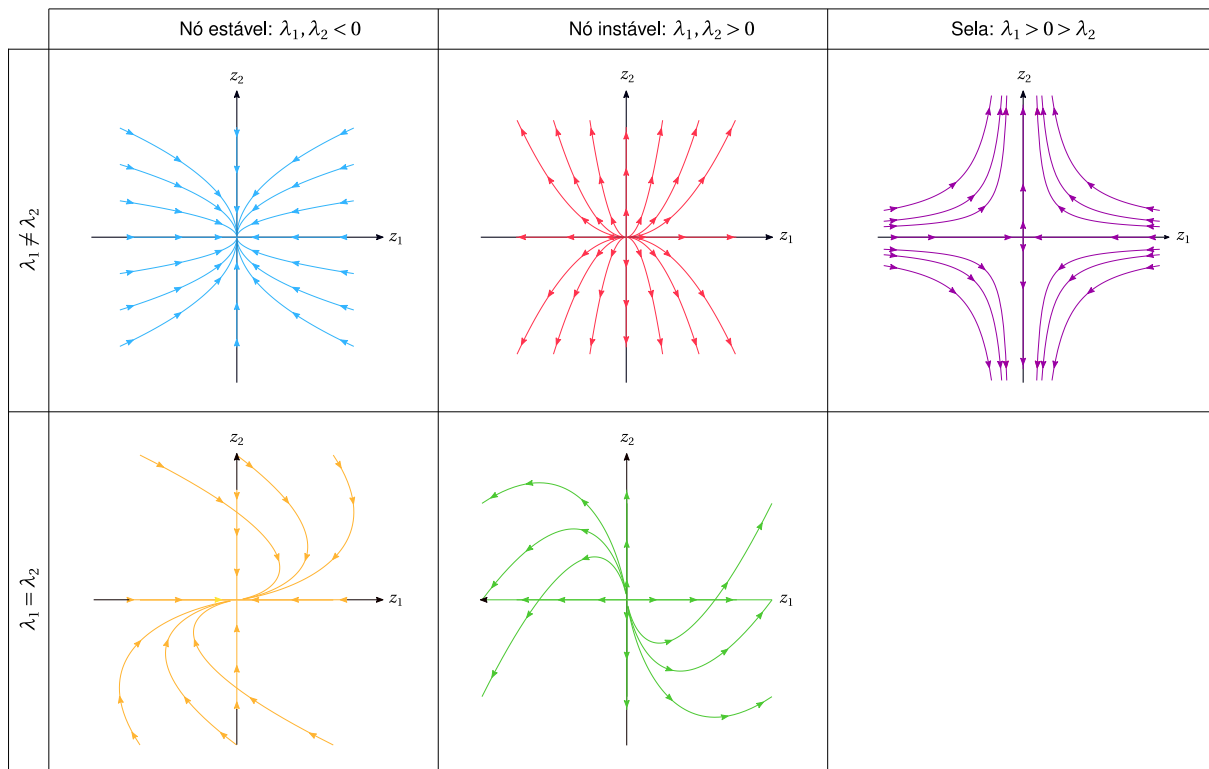 Nó estável: λ₁, λ₂ < 0
Nó instável: λ₁, λ₂ > 0
Sela: λ₁ > 0 > λ₂
λ₁ ≠ λ₂
z₂
z₁
z₂
z₁
z₂
z₁
λ₁ = λ₂
z₂
z₁
z₂
z₁